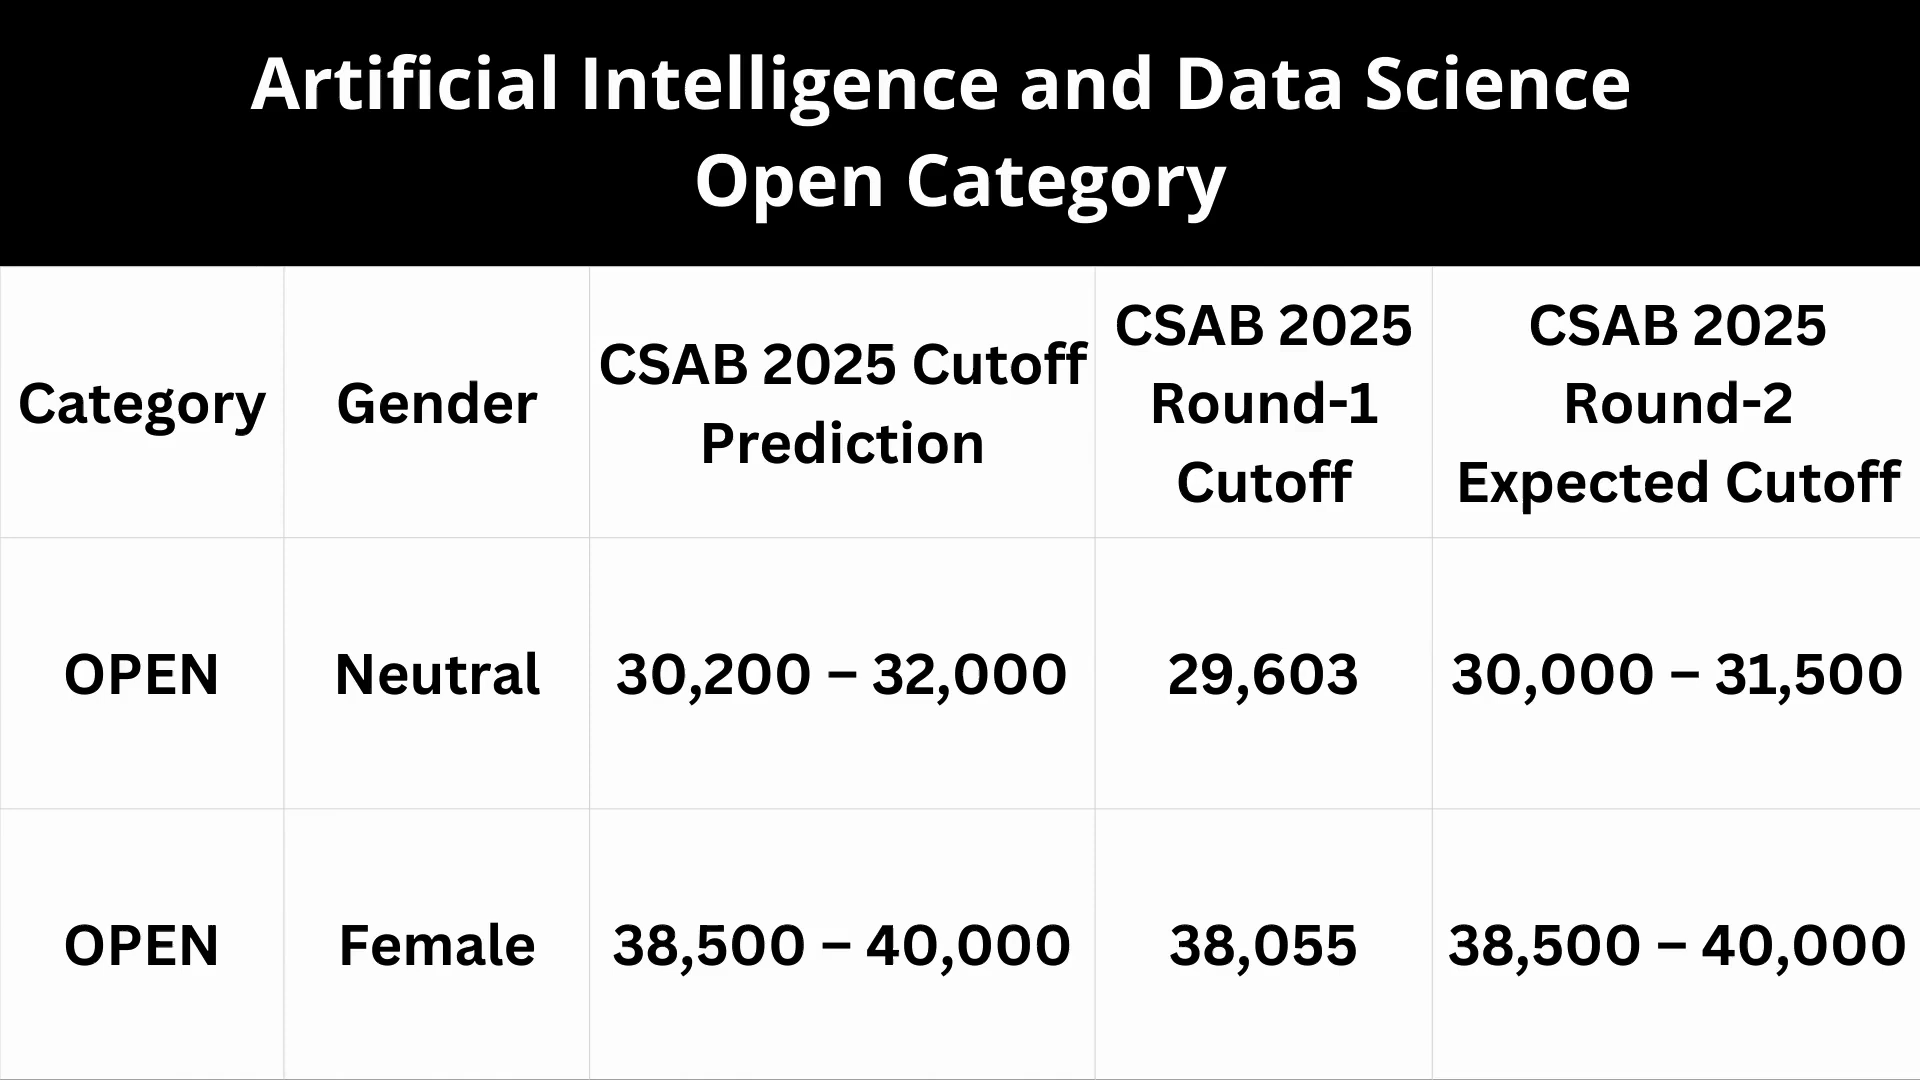 Artificial Intelligence and Data Science
Open Category
Category
Gender
CSAB 2025 Cutoff
Prediction
CSAB 2025
Round-1
Cutoff
CSAB 2025
Round-2
Expected Cutoff
OPEN
Neutral
30,200 – 32,000
29,603
30,000 – 31,500
OPEN
Female
38,500 – 40,000
38,055
38,500 – 40,000